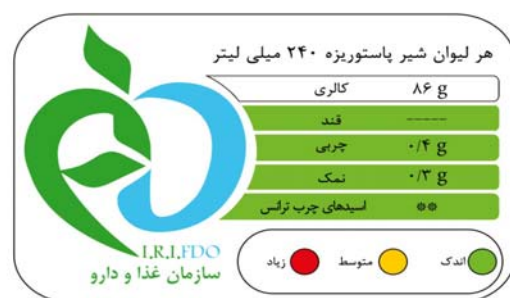 هر لیوان شیر پاستوریزه ۲۴۰ میلی لیتر
کالری ۸۶ g
قند -----
چربی ۰/۴ g
نمک ۰/۳ g
اسیدهای چرب ترانس **
I.R.I.FDO
سازمان غذا و دارو
اندک متوسط زیاد